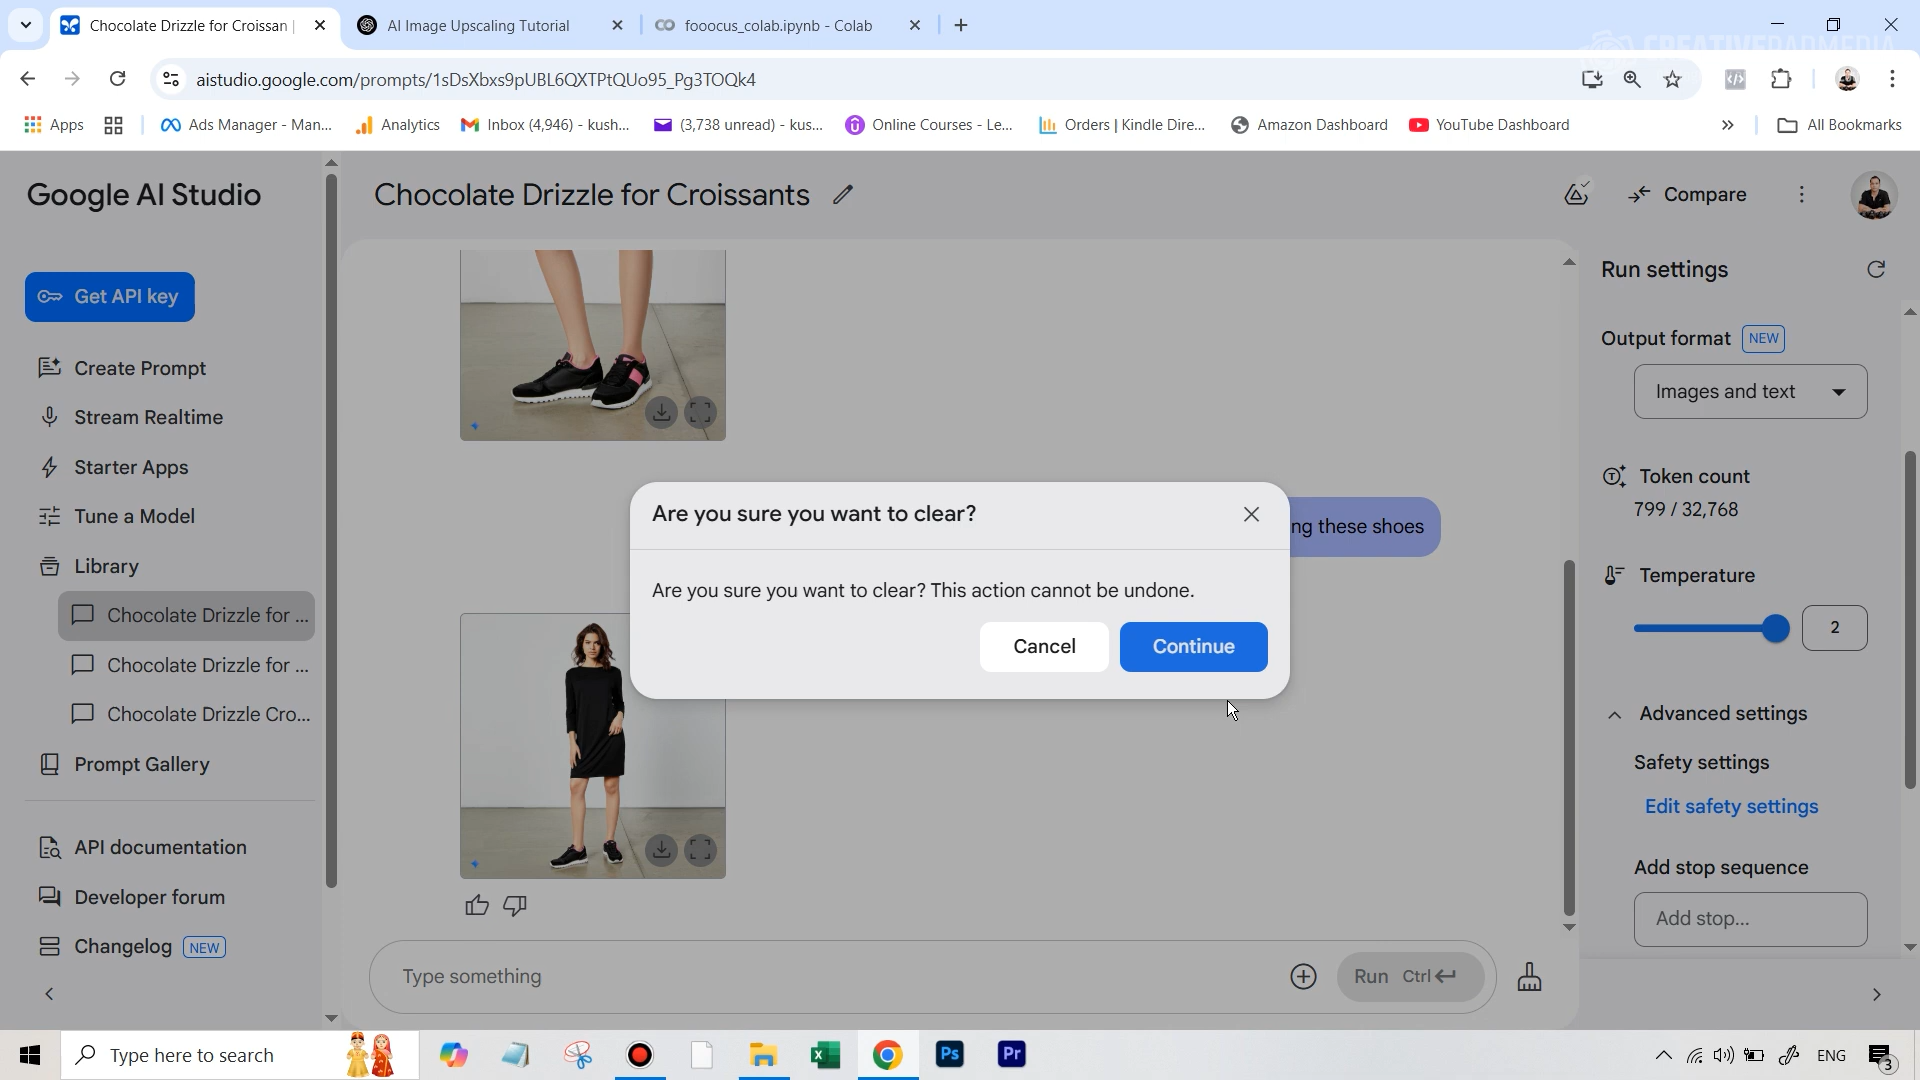 Chocolate Drizzle for Croissan
AI Image Upscaling Tutorial
fooocus_colab.ipynb - Colab
CREATIVEDADMEDIA
aistudio.google.com/prompts/1sDsXbxs9pUBL6QXTPtQUo95_Pg3TOQk4
Apps
Ads Manager - Man...
Analytics
Inbox (4,946) - kush...
(3,738 unread) - kus...
Online Courses - Le...
Orders | Kindle Dire...
Amazon Dashboard
YouTube Dashboard
All Bookmarks
Google AI Studio
Chocolate Drizzle for Croissants
Compare
Get API key
Create Prompt
Stream Realtime
Starter Apps
Tune a Model
Library
Chocolate Drizzle for ...
Chocolate Drizzle for ...
Chocolate Drizzle Cro...
Prompt Gallery
API documentation
Developer forum
Changelog NEW
ng these shoes
Are you sure you want to clear?
Are you sure you want to clear? This action cannot be undone.
Cancel
Continue
Type something
Run Ctrl
Run settings
Output format NEW
Images and text
Token count
799 / 32,768
Temperature
2
Advanced settings
Safety settings
Edit safety settings
Add stop sequence
Add stop...
Type here to search
Ps
Pr
ENG
3